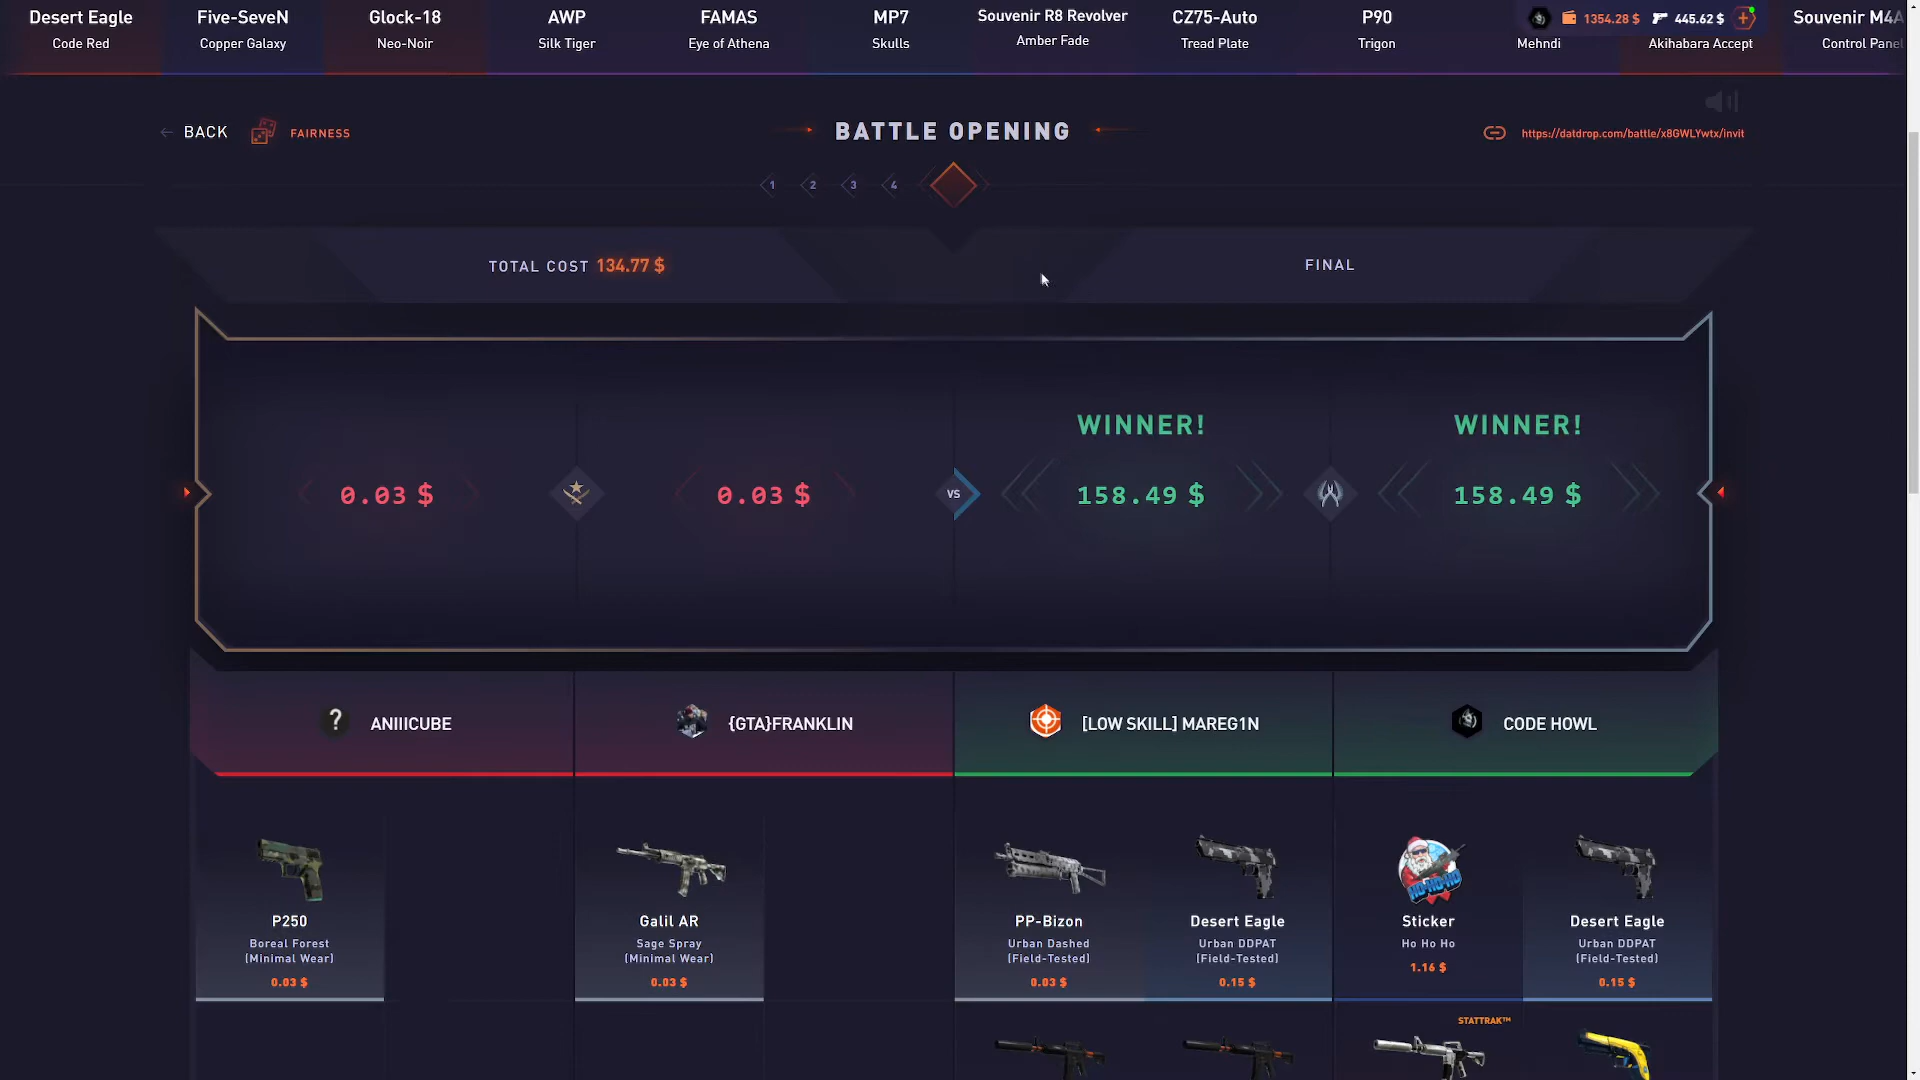 Desert Eagle Five-SeveN Glock-18 AWP FAMAS MP7 Souvenir R8 Revolver CZ75-Auto P90 1354.28 $ 445.62 $ Souvenir M4A
Code Red Copper Galaxy Neo-Noir Silk Tiger Eye of Athena Skulls Amber Fade Tread Plate Trigon Mehndi Akihabara Accept Control Panel
← BACK FAIRNESS BATTLE OPENING https://datdrop.com/battle/x8GWLYwtx/invit
1 2 3 4
TOTAL COST 134.77 $ FINAL
WINNER! WINNER!
0.03 $ 0.03 $ VS 158.49 $ 158.49 $
? ANIIICUBE {GTA}FRANKLIN [LOW SKILL] MAREG1N CODE HOWL
HO-HO-HO
P250 Galil AR PP-Bizon Desert Eagle Sticker Desert Eagle
Boreal Forest Sage Spray Urban Dashed Urban DDPAT Ho Ho Ho Urban DDPAT
(Minimal Wear) (Minimal Wear) (Field-Tested) (Field-Tested) (Field-Tested)
0.03 $ 0.03 $ 0.03 $ 0.15 $ 1.16 $ 0.15 $
STATTRAK™